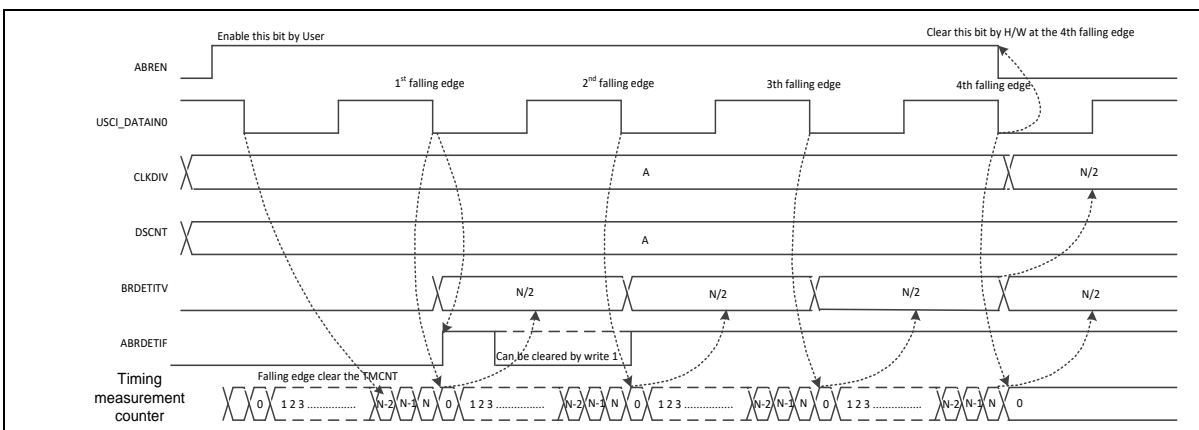 Enable this bit by User
Clear this bit by H/W at the 4th falling edge
ABREN
1st falling edge
2nd falling edge
3th falling edge
4th falling edge
USCI_DATAIN0
CLKDIV
A
N/2
DSCNT
A
BRDETITV
N/2
N/2
N/2
N/2
ABRDETIF
Can be cleared by write 1
Falling edge clear the TMCNT
Timing
measurement
counter
0 1 2 3 ................ N-2 N-1 N 0 1 2 3 ................ N-2 N-1 N 0 1 2 3 ................ N-2 N-1 N 0 1 2 3 ................ N-2 N-1 N 0